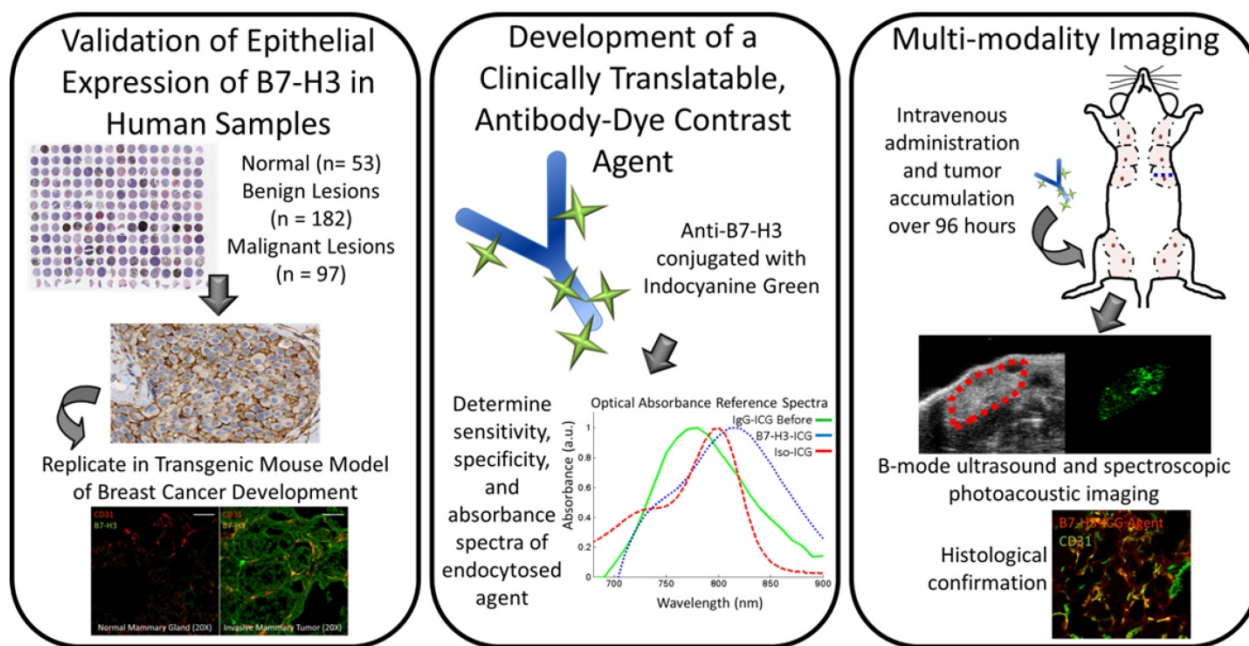 Validation of Epithelial
Expression of B7-H3 in
Human Samples
Normal (n= 53)
Benign Lesions
(n = 182)
Malignant Lesions
(n = 97)
Replicate in Transgenic Mouse Model
of Breast Cancer Development
CD31
B7-H3
Normal Mammary Gland (20X)
CD31
B7-H3
Invasive Mammary Tumor (20X)
Development of a
Clinically Translatable,
Antibody-Dye Contrast
Agent
Anti-B7-H3
conjugated with
Indocyanine Green
Determine
sensitivity,
specificity,
and
absorbance
spectra of
endocytosed
agent
Optical Absorbance Reference Spectra
IgG-ICG Before
B7-H3-ICG
Iso-ICG
Absorbance (a.u.)
1
0.8
0.6
0.4
0.2
0
700
750
800
850
900
Wavelength (nm)
Multi-modality Imaging
Intravenous
administration
and tumor
accumulation
over 96 hours
B-mode ultrasound and spectroscopic
photoacoustic imaging
Histological
confirmation
B7-H3-ICG Agent
CD31